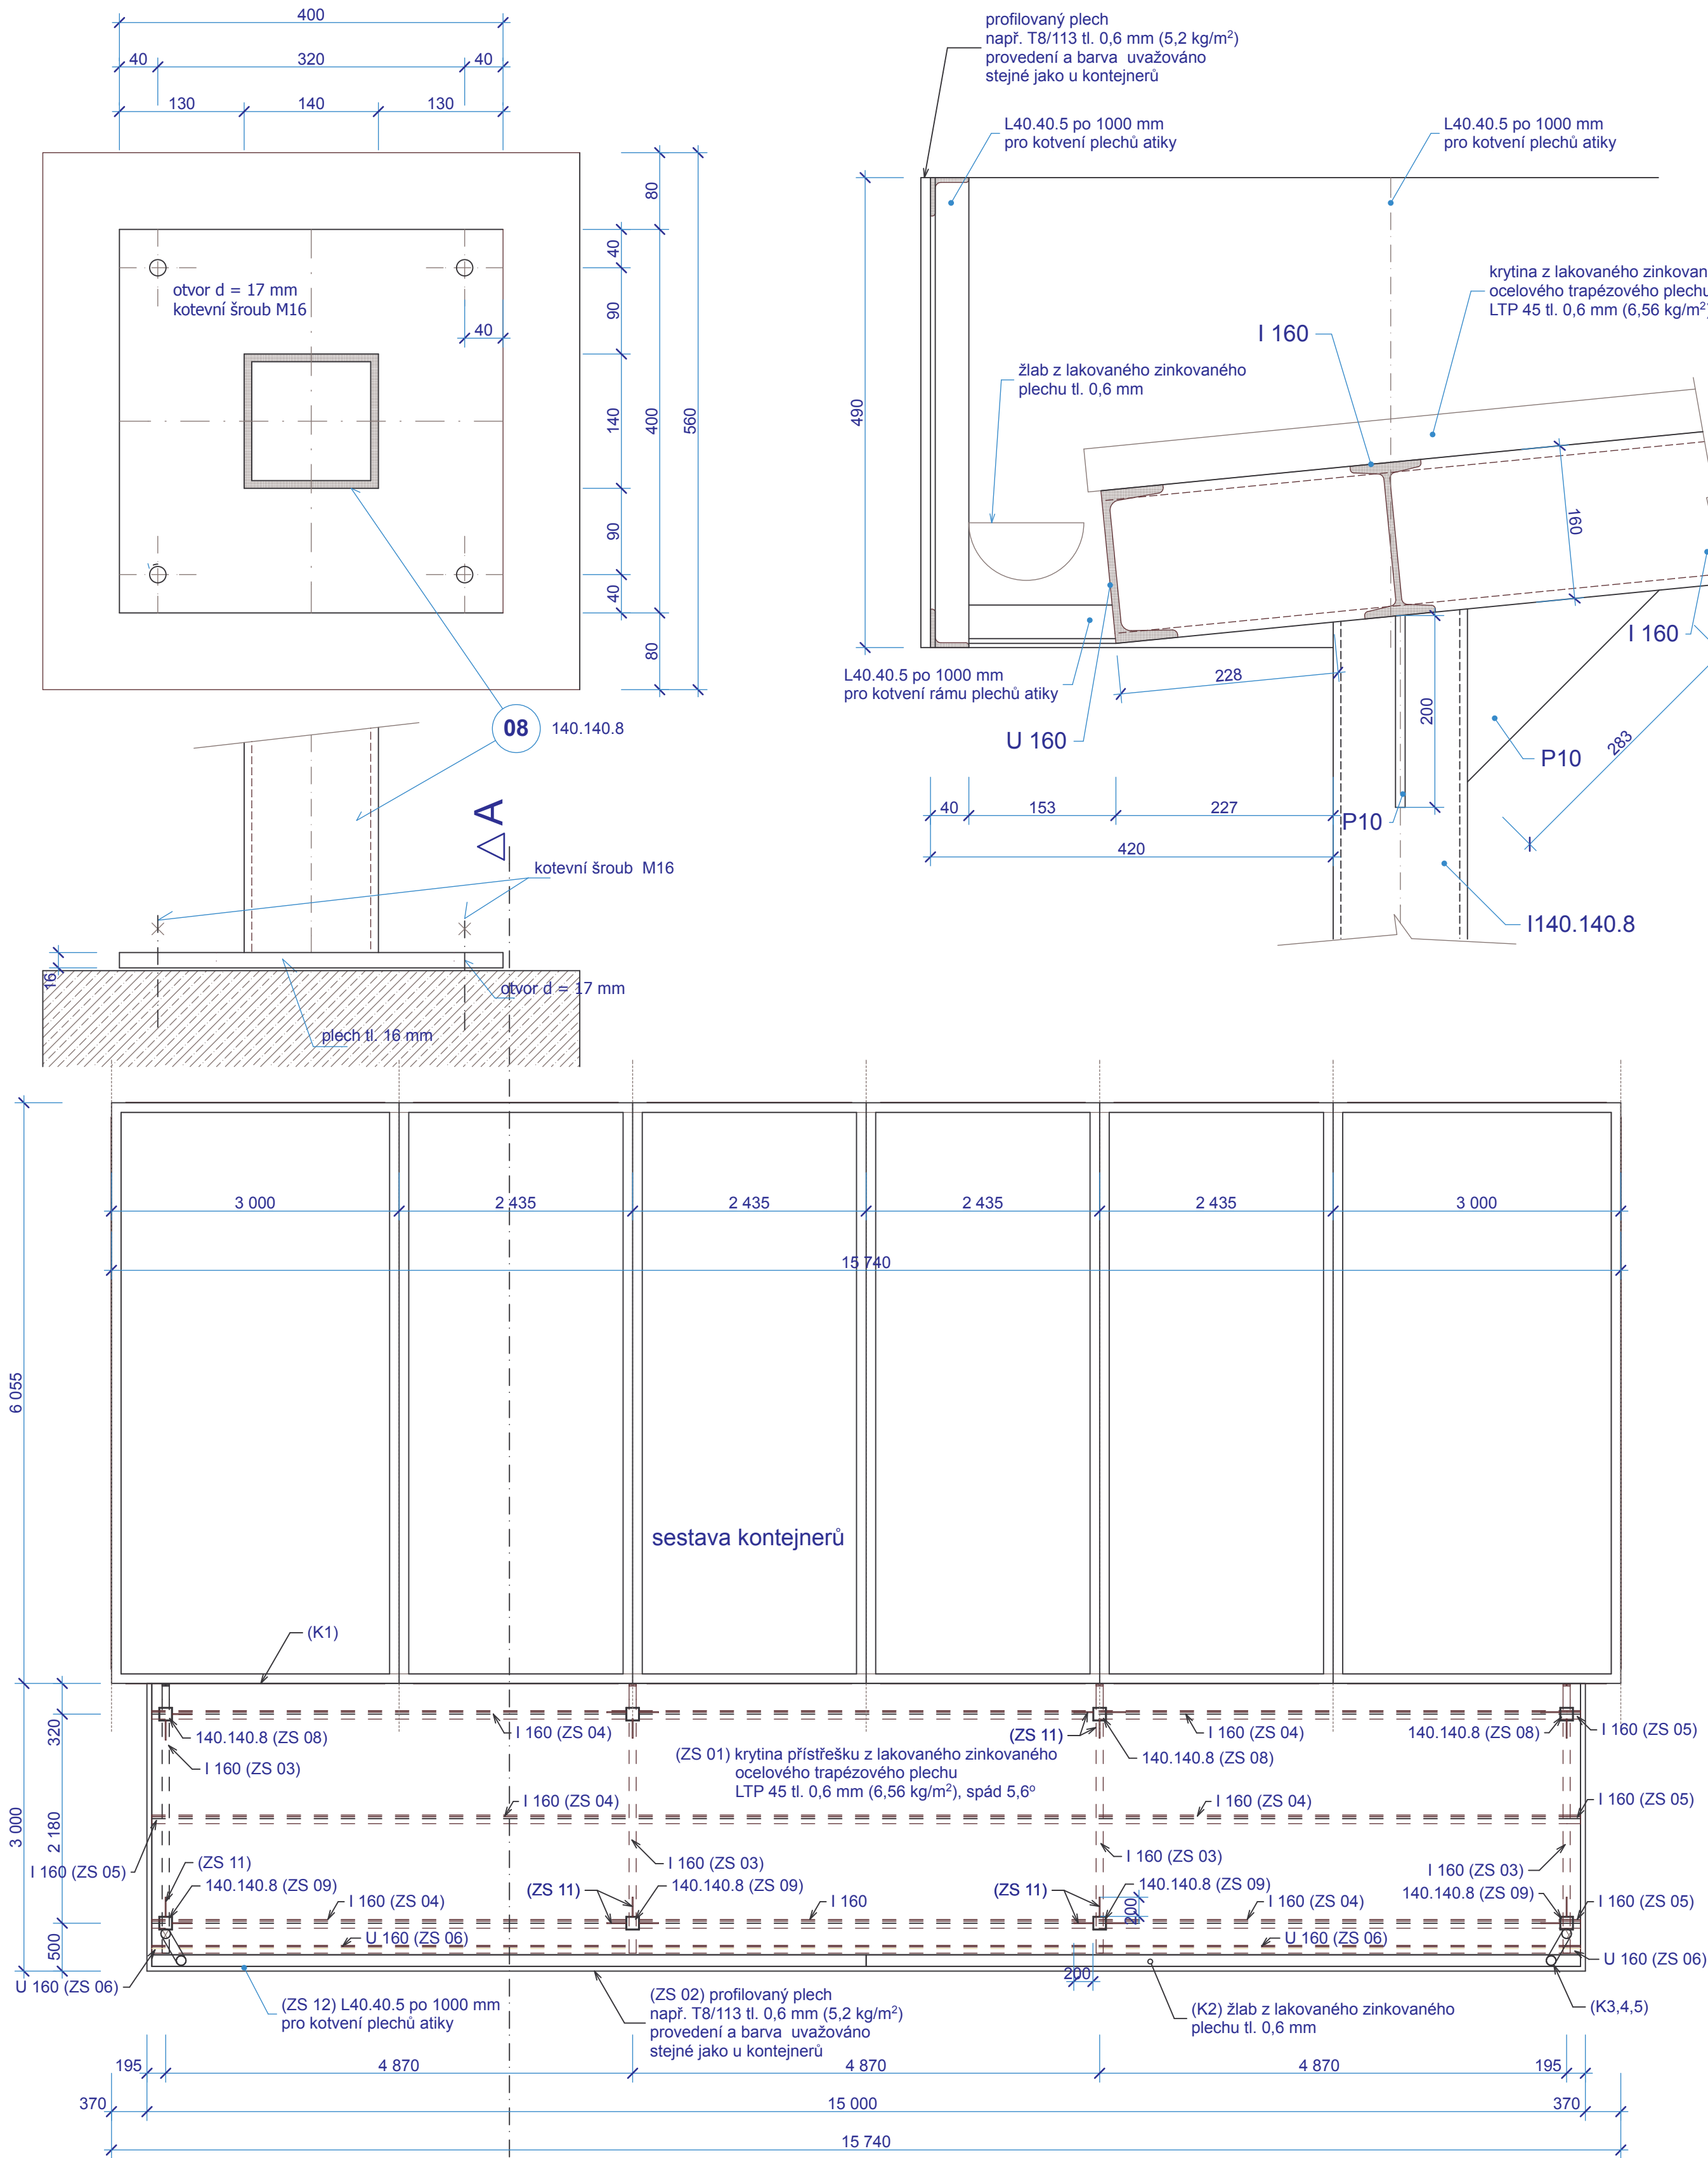 400
40
320
40
130
140
130
otvor d = 17 mm
kotevní šroub M16
40
80
40
90
140
90
40
80
400
560
08
140.140.8
A
kotevní šroub M16
16
otvor d = 17 mm
plech tl. 16 mm
profilovaný plech
např. T8/113 tl. 0,6 mm (5,2 kg/m²)
provedení a barva uvažováno
stejné jako u kontejnerů
L40.40.5 po 1000 mm
pro kotvení plechů atiky
L40.40.5 po 1000 mm
pro kotvení plechů atiky
krytina z lakovaného zinkovan
ocelového trapézového plechu
LTP 45 tl. 0,6 mm (6,56 kg/m²
I 160
žlab z lakovaného zinkovaného
plechu tl. 0,6 mm
490
160
I 160
L40.40.5 po 1000 mm
pro kotvení rámu plechů atiky
228
U 160
200
283
P10
P10
40
153
227
420
I140.140.8
3 000
2 435
2 435
2 435
2 435
3 000
15 740
6 055
sestava kontejnerů
(K1)
320
2 180
500
3 000
140.140.8 (ZS 08)
I 160 (ZS 03)
I 160 (ZS 04)
(ZS 01) krytina přístřešku z lakovaného zinkovaného
ocelového trapézového plechu
LTP 45 tl. 0,6 mm (6,56 kg/m²), spád 5,6º
(ZS 11)
140.140.8 (ZS 08)
I 160 (ZS 04)
140.140.8 (ZS 08)
I 160 (ZS 05)
I 160 (ZS 04)
I 160 (ZS 04)
I 160 (ZS 05)
I 160 (ZS 05)
(ZS 11)
140.140.8 (ZS 09)
I 160 (ZS 04)
I 160 (ZS 03)
(ZS 11)
140.140.8 (ZS 09)
I 160
I 160 (ZS 03)
(ZS 11)
140.140.8 (ZS 09)
200
I 160 (ZS 04)
I 160 (ZS 03)
140.140.8 (ZS 09)
I 160 (ZS 05)
U 160 (ZS 06)
U 160 (ZS 06)
U 160 (ZS 06)
U 160 (ZS 06)
200
(ZS 12) L40.40.5 po 1000 mm
pro kotvení plechů atiky
(ZS 02) profilovaný plech
např. T8/113 tl. 0,6 mm (5,2 kg/m²)
provedení a barva uvažováno
stejné jako u kontejnerů
(K2) žlab z lakovaného zinkovaného
plechu tl. 0,6 mm
(K3,4,5)
195
4 870
4 870
4 870
195
370
15 000
370
15 740